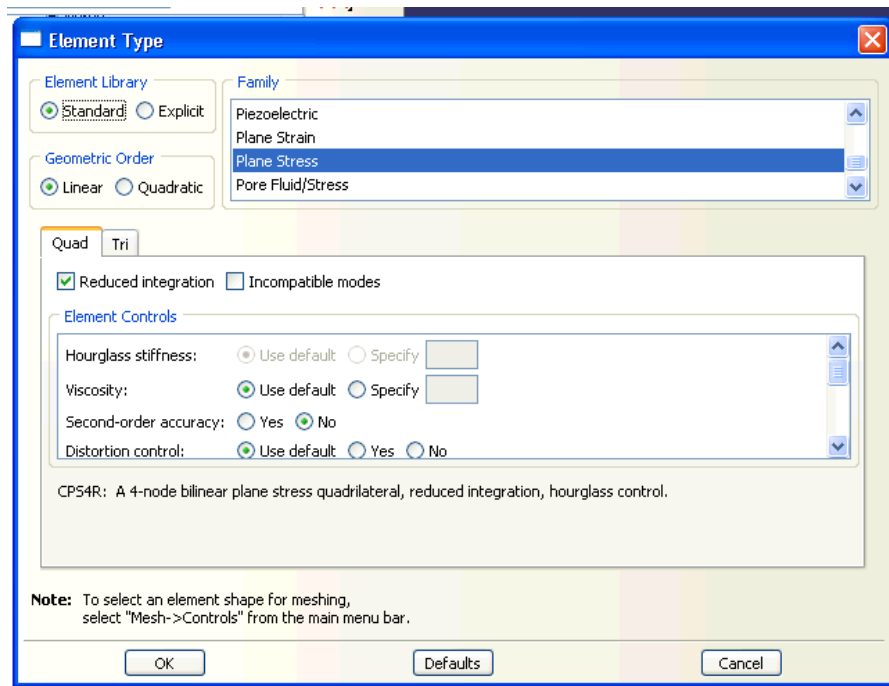 Element Type
Element Library
Standard Explicit
Geometric Order
Linear Quadratic
Family
Piezoelectric
Plane Strain
Plane Stress
Pore Fluid/Stress
Quad Tri
Reduced integration Incompatible modes
Element Controls
Hourglass stiffness: Use default Specify
Viscosity: Use default Specify
Second-order accuracy: Yes No
Distortion control: Use default Yes No
CPS4R: A 4-node bilinear plane stress quadrilateral, reduced integration, hourglass control.
Note: To select an element shape for meshing,
select "Mesh->Controls" from the main menu bar.
OK Defaults Cancel